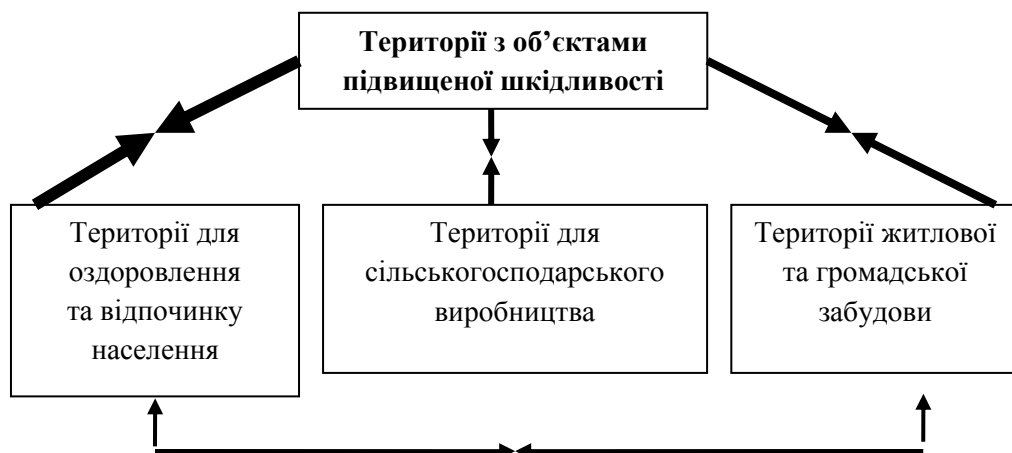 Території з об’єктами
підвищеної шкідливості
Території для
оздоровлення
та відпочинку
населення
Території для
сільськогосподарського
виробництва
Території житлової
та громадської
забудови